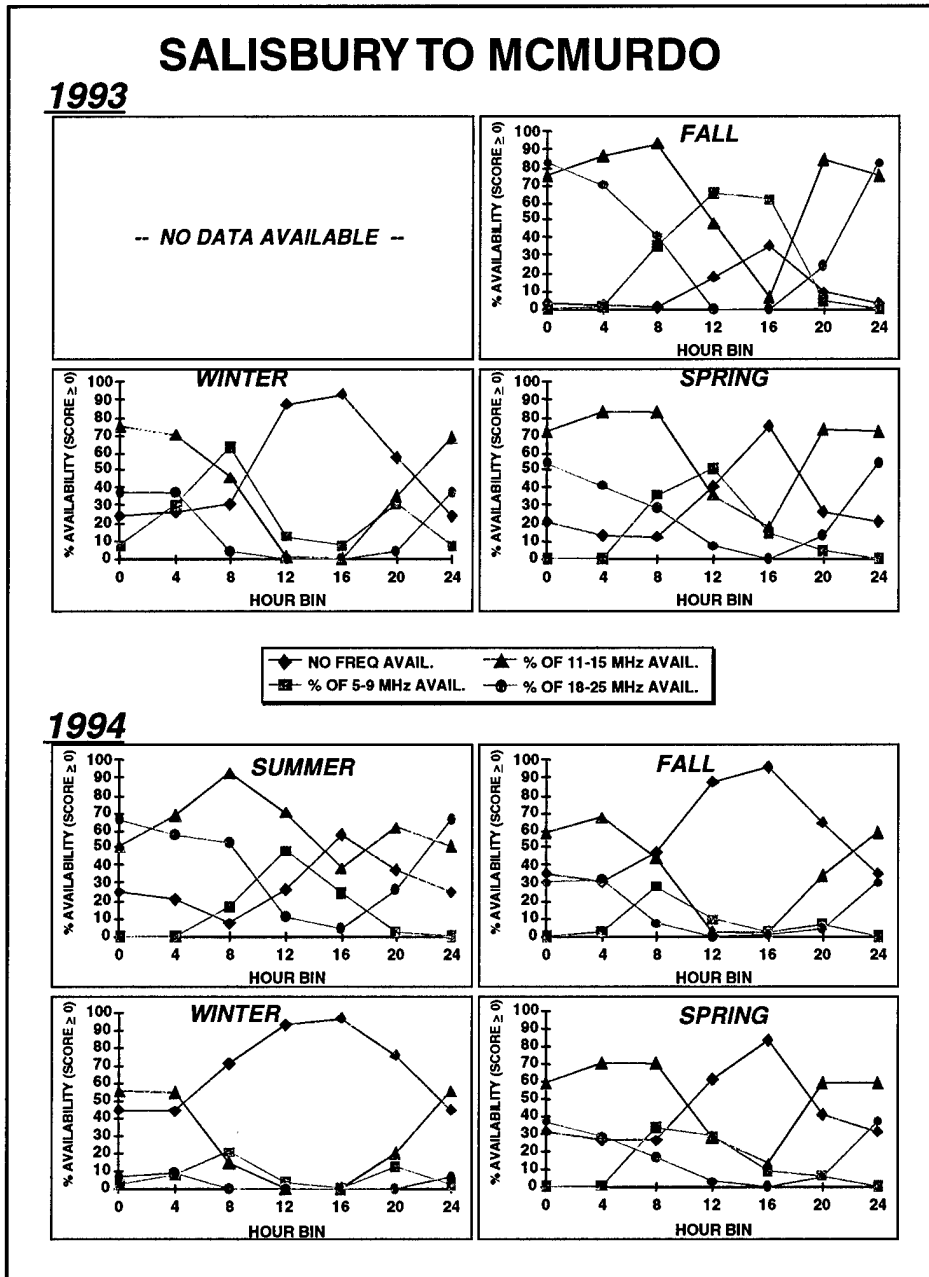 SALISBURY TO MCMURDO
1993
-- NO DATA AVAILABLE --
FALL
% AVAILABILITY (SCORE ≥ 0)
100
90
80
70
60
50
40
30
20
10
0
0 4 8 12 16 20 24
HOUR BIN
WINTER
% AVAILABILITY (SCORE ≥ 0)
100
90
80
70
60
50
40
30
20
10
0
0 4 8 12 16 20 24
HOUR BIN
SPRING
% AVAILABILITY (SCORE ≥ 0)
100
90
80
70
60
50
40
30
20
10
0
0 4 8 12 16 20 24
HOUR BIN
NO FREQ AVAIL. % OF 11-15 MHz AVAIL.
% OF 5-9 MHz AVAIL. % OF 18-25 MHz AVAIL.
1994
SUMMER
% AVAILABILITY (SCORE ≥ 0)
100
90
80
70
60
50
40
30
20
10
0
0 4 8 12 16 20 24
HOUR BIN
FALL
% AVAILABILITY (SCORE ≥ 0)
100
90
80
70
60
50
40
30
20
10
0
0 4 8 12 16 20 24
HOUR BIN
WINTER
% AVAILABILITY (SCORE ≥ 0)
100
90
80
70
60
50
40
30
20
10
0
0 4 8 12 16 20 24
HOUR BIN
SPRING
% AVAILABILITY (SCORE ≥ 0)
100
90
80
70
60
50
40
30
20
10
0
0 4 8 12 16 20 24
HOUR BIN